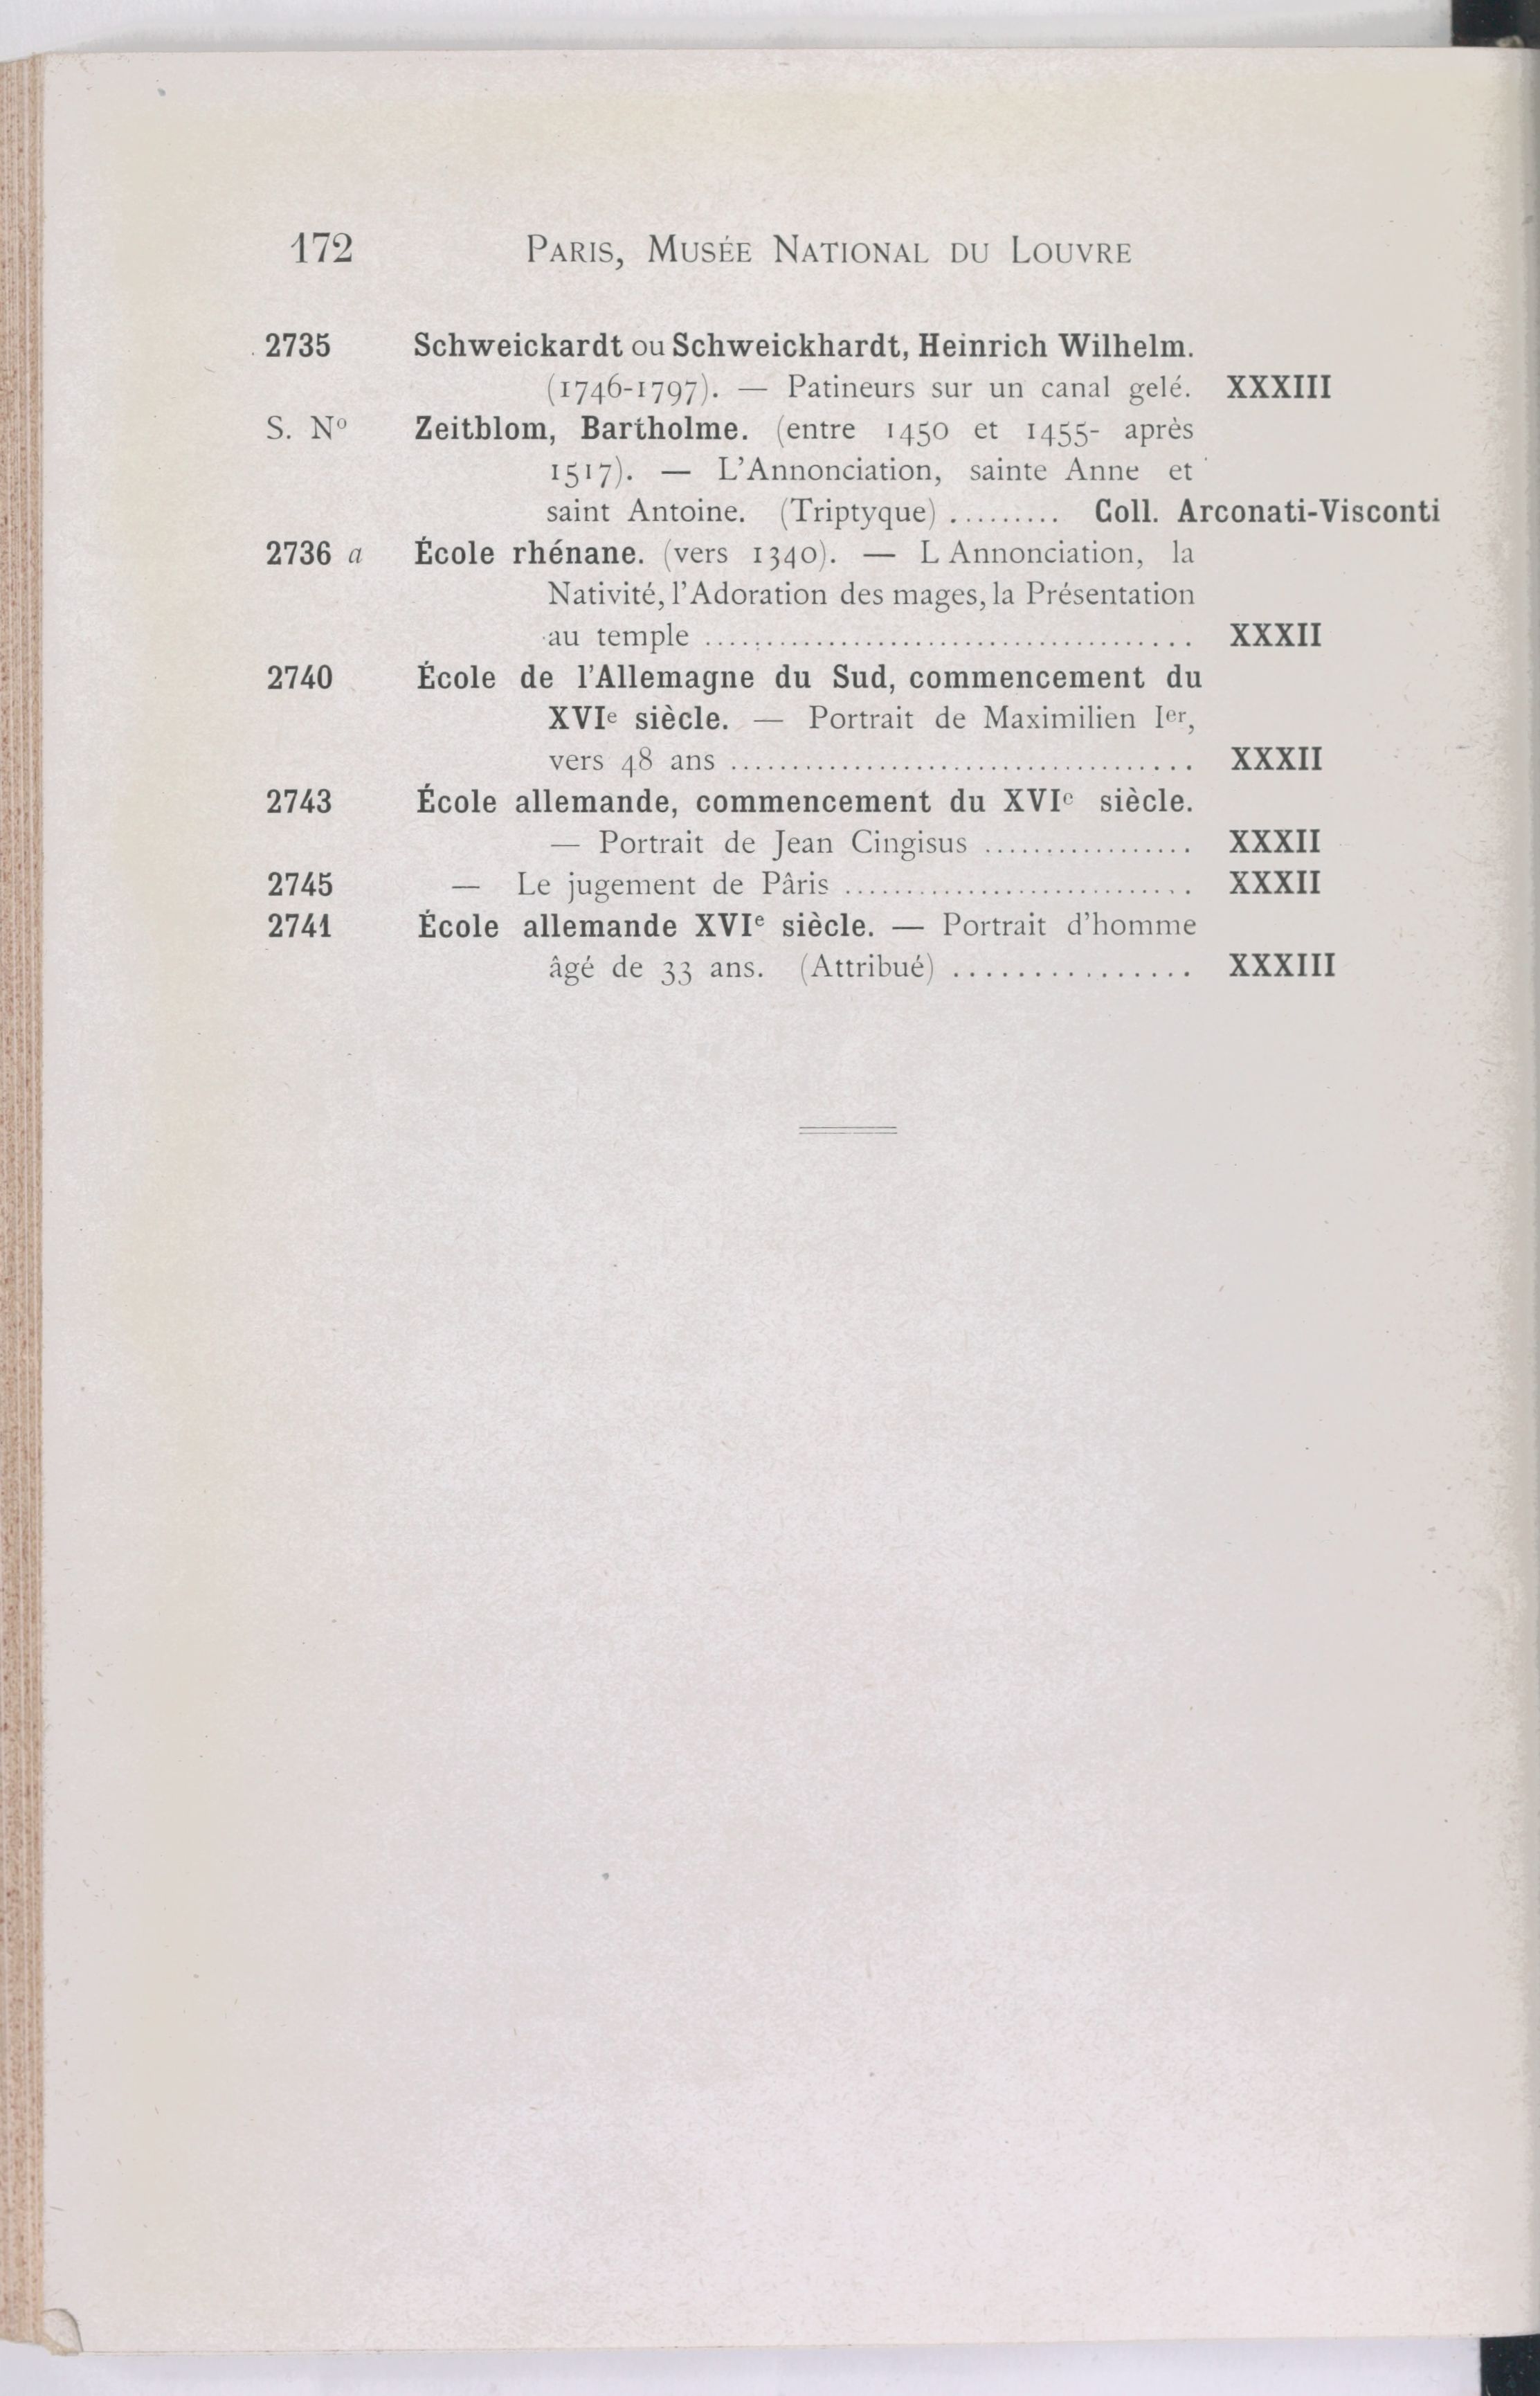 172 PARIS, MUSÉE NATIONAL DU LOUVRE
2735 Schweickardt ou Schweickhardt, Heinrich Wilhelm.
(1746-1797). — Patineurs sur un canal gelé. XXXIII
S. Nº Zeitblom, Bartholme. (entre 1450 et 1455- après
1517). — L'Annonciation, sainte Anne et
saint Antoine. (Triptyque) ......... Coll. Arconati-Visconti
2736 a École rhénane. (vers 1340). — L Annonciation, la
Nativité, l'Adoration des mages, la Présentation
au temple ....................................... XXXII
2740 École de l'Allemagne du Sud, commencement du
XVIe siècle. — Portrait de Maximilien Ier,
vers 48 ans ..................................... XXXII
2743 École allemande, commencement du XVIe siècle.
— Portrait de Jean Cingisus ................. XXXII
2745 — Le jugement de Pâris ............................ XXXII
2741 École allemande XVIe siècle. — Portrait d'homme
âgé de 33 ans. (Attribué) ............... XXXIII